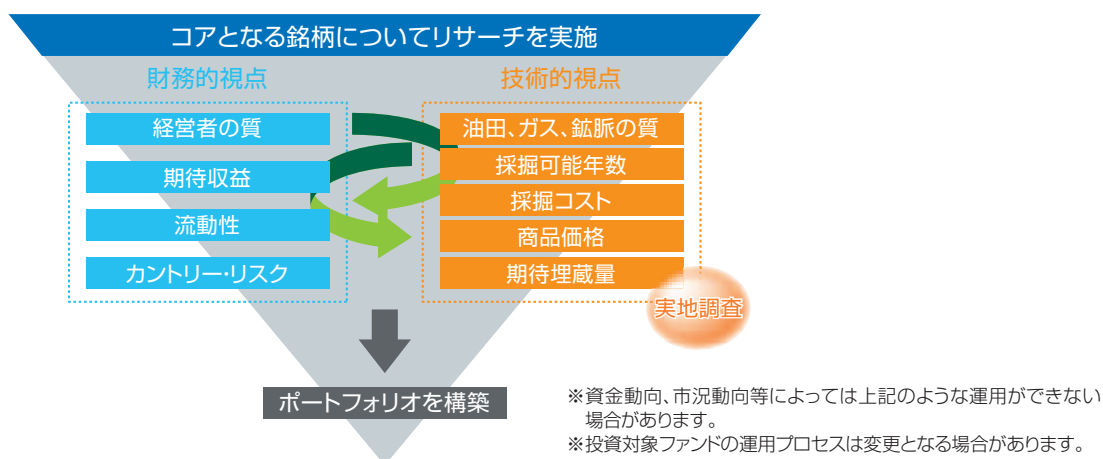 コアとなる銘柄についてリサーチを実施
財務的視点
経営者の質
期待収益
流動性
カントリー・リスク
技術的視点
油田、ガス、鉱脈の質
採掘可能年数
採掘コスト
商品価格
期待埋蔵量
実地調査
ポートフォリオを構築
※資金動向、市況動向等によっては上記のような運用ができない
場合があります。
※投資対象ファンドの運用プロセスは変更となる場合があります。